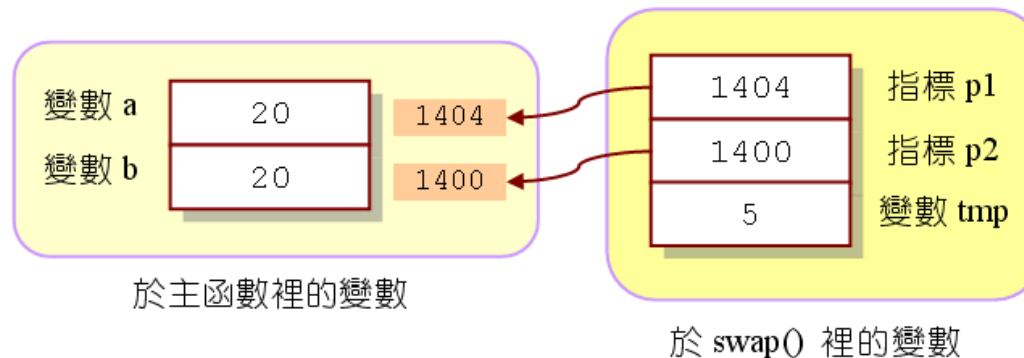 變數 a 20 1404
變數 b 20 1400
於主函數裡的變數
1404 指標 p1
1400 指標 p2
5 變數 tmp
於 swap() 裡的變數